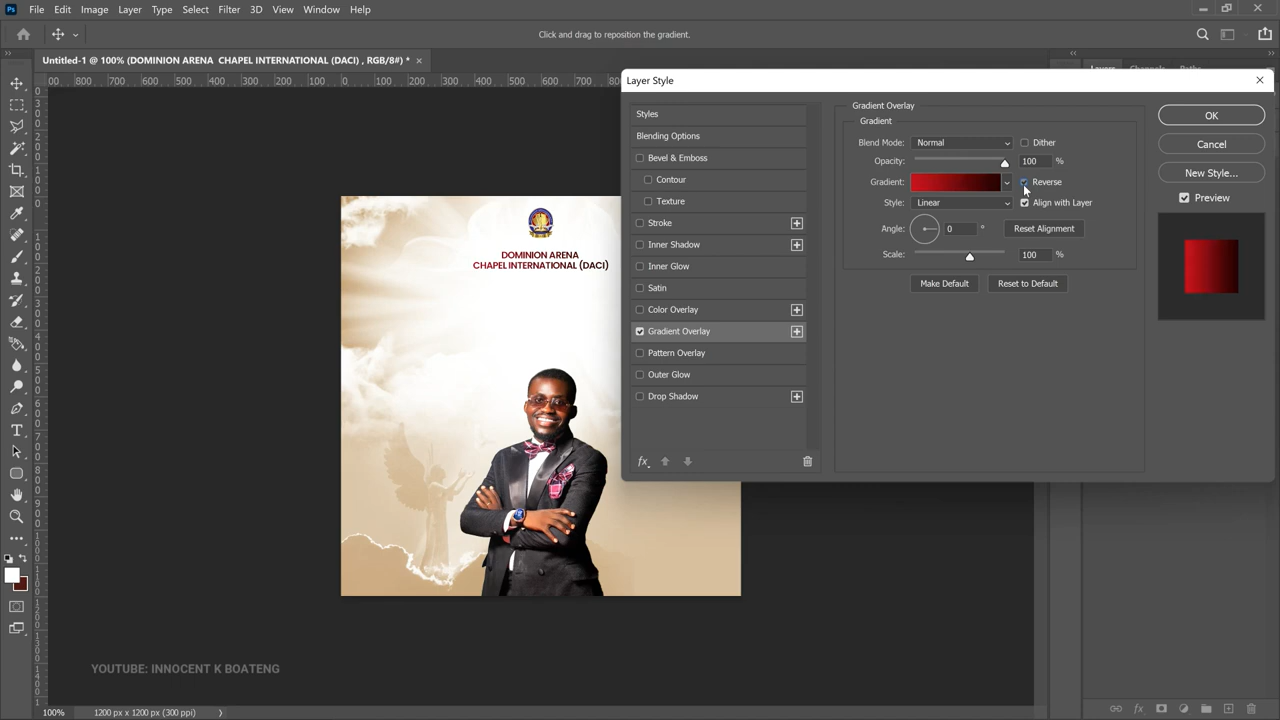 Ps File Edit Image Layer Type Select Filter 3D View Window Help
Click and drag to reposition the gradient.
Untitled-1 @ 100% (DOMINION ARENA CHAPEL INTERNATIONAL (DACI) , RGB/8#) * ×
Layers Channels Paths
Layer Style
Styles
Blending Options
Bevel & Emboss
Contour
Texture
Stroke
Inner Shadow
Inner Glow
Satin
Color Overlay
Gradient Overlay
Pattern Overlay
Outer Glow
Drop Shadow
fx
Gradient Overlay
Gradient
Blend Mode: Normal Dither
Opacity: 100 %
Gradient: Reverse
Style: Linear Align with Layer
Angle: 0 ° Reset Alignment
Scale: 100 %
Make Default Reset to Default
OK
Cancel
New Style...
Preview
DOMINION ARENA
CHAPEL INTERNATIONAL (DACI)
YOUTUBE: INNOCENT K BOATENG
100% 1200 px x 1200 px (300 ppi)